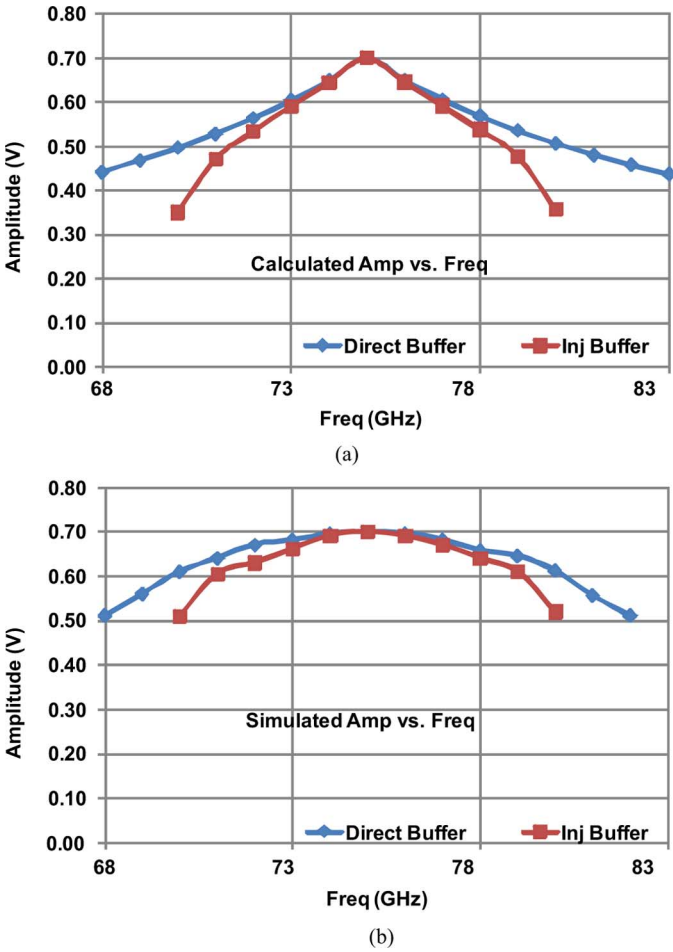 0.80
0.70
0.60
0.50
0.40
0.30
0.20
0.10
0.00
Amplitude (V)
Calculated Amp vs. Freq
Direct Buffer Inj Buffer
68 73 78 83
Freq (GHz)
(a)
0.80
0.70
0.60
0.50
0.40
0.30
0.20
0.10
0.00
Amplitude (V)
Simulated Amp vs. Freq
Direct Buffer Inj Buffer
68 73 78 83
Freq (GHz)
(b)